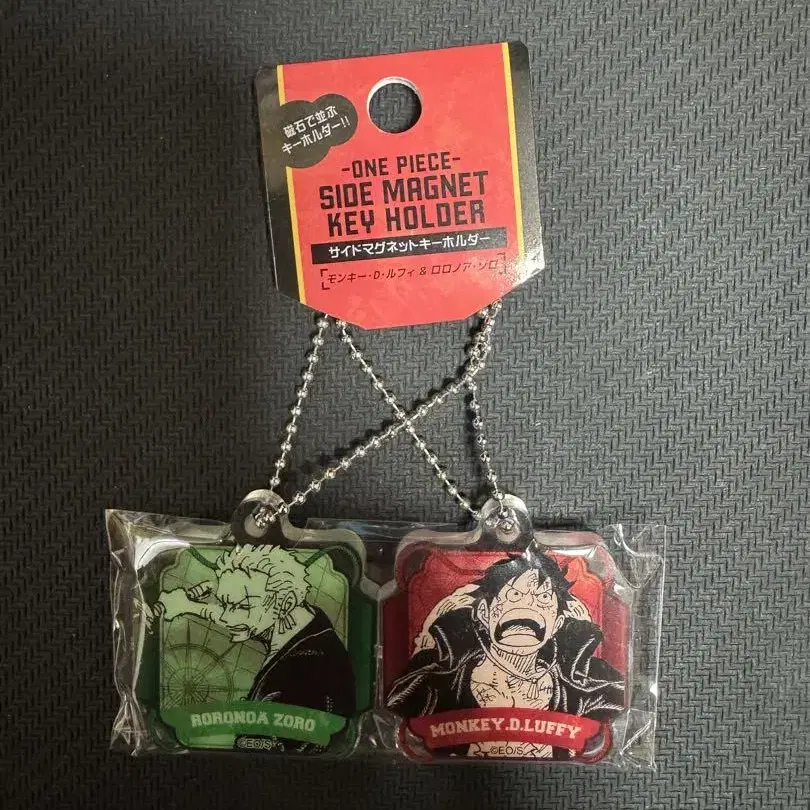 磁石で並ぶ
キーホルダー!!
-ONE PIECE-
SIDE MAGNET
KEY HOLDER
サイドマグネットキーホルダー
モンキー・D・ルフィ & ロロノア・ゾロ
RORONOA ZORO
©EO/S
MONKEY.D.LUFFY
©EO/S.